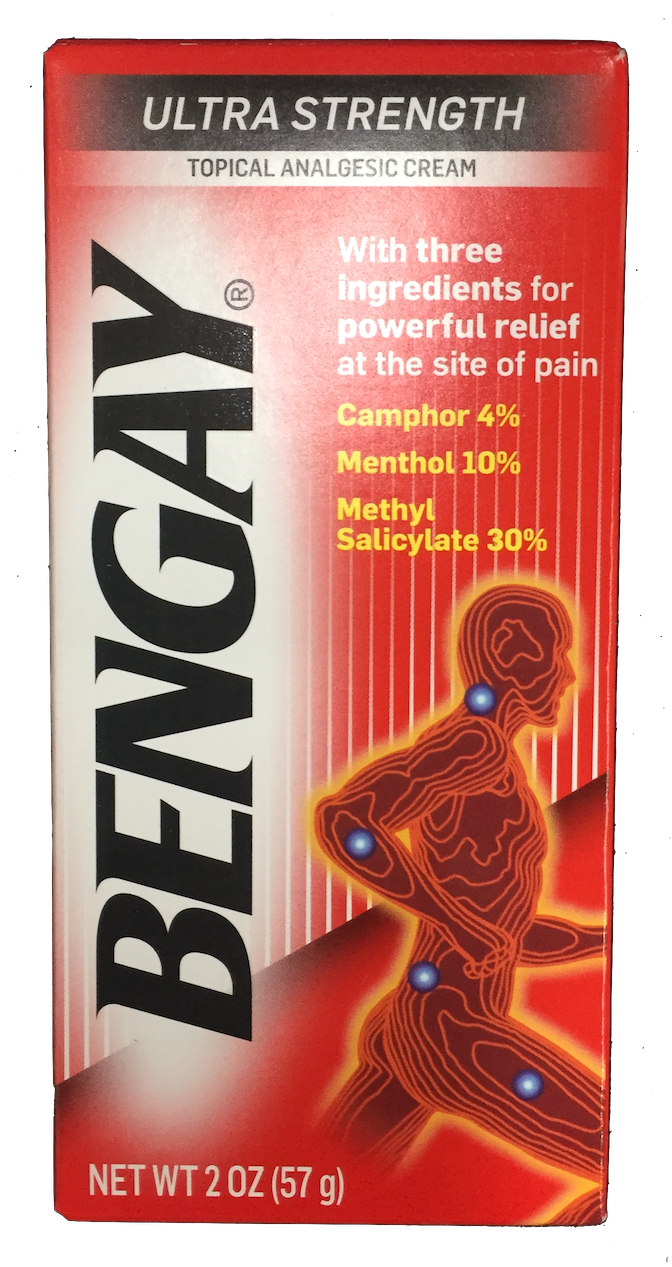 ULTRA STRENGTH
TOPICAL ANALGESIC CREAM
BENGAY®
With three
ingredients for
powerful relief
at the site of pain
Camphor 4%
Menthol 10%
Methyl
Salicylate 30%
NET WT 2 OZ (57 g)